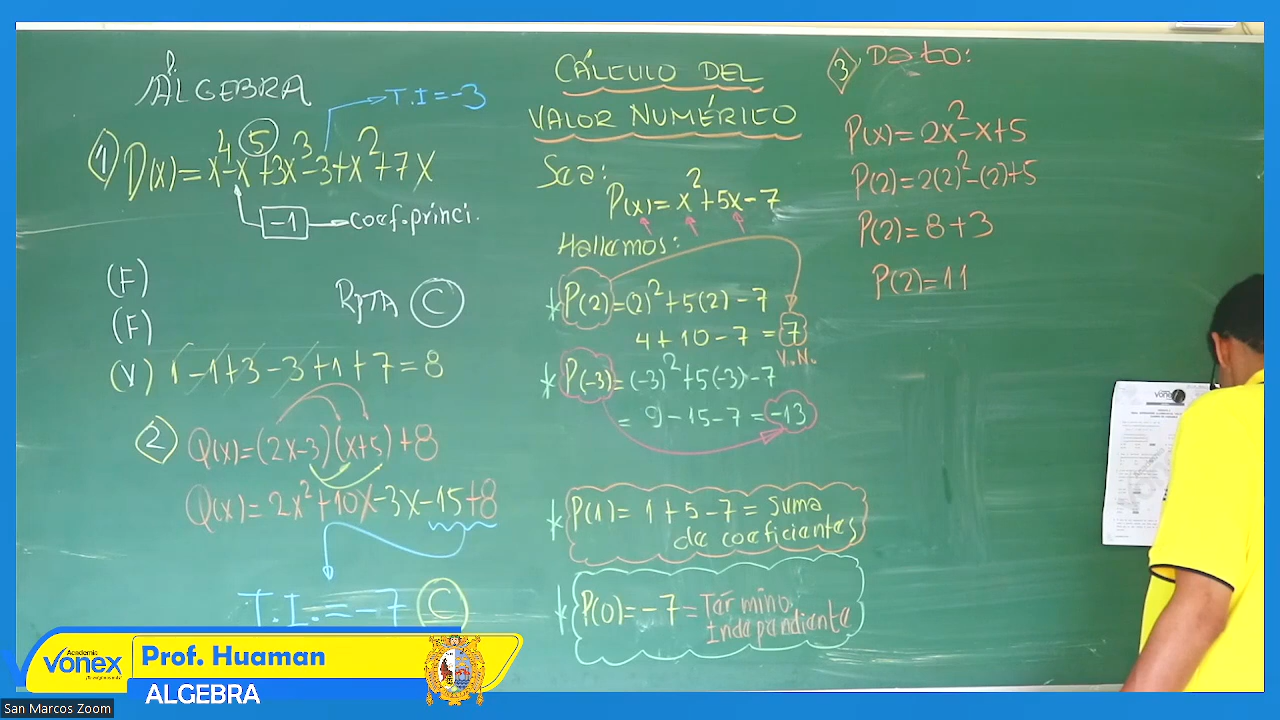 ÁLGEBRA
T.I=-3
1 P(x)=x⁴-x⁵+3x³-3+x²+7x
-1 coef.princi.
(F)
(F)
RPTA C
(V) 1-1+3-3+1+7=8
2 Q(x)=(2x-3)(x+5)+8
Q(x)=2x²+10x-3x-15+8
T.I.=-7 C
CÁLCULO DEL
VALOR NUMÉRICO
Sea:
P(x)=x²+5x-7
Hallemos:
* P(2)=(2)²+5(2)-7
4+10-7=7
V.N.
* P(-3)=(-3)²+5(-3)-7
=9-15-7=-13
* P(1)=1+5-7=Suma
de coeficientes
* P(0)=-7=Término
Independiente
3 Dato:
P(x)=2x²-x+5
P(2)=2(2)²-(2)+5
P(2)=8+3
P(2)=11
Vonex
Academia
Vonex
Prof. Huaman
ALGEBRA
San Marcos Zoom